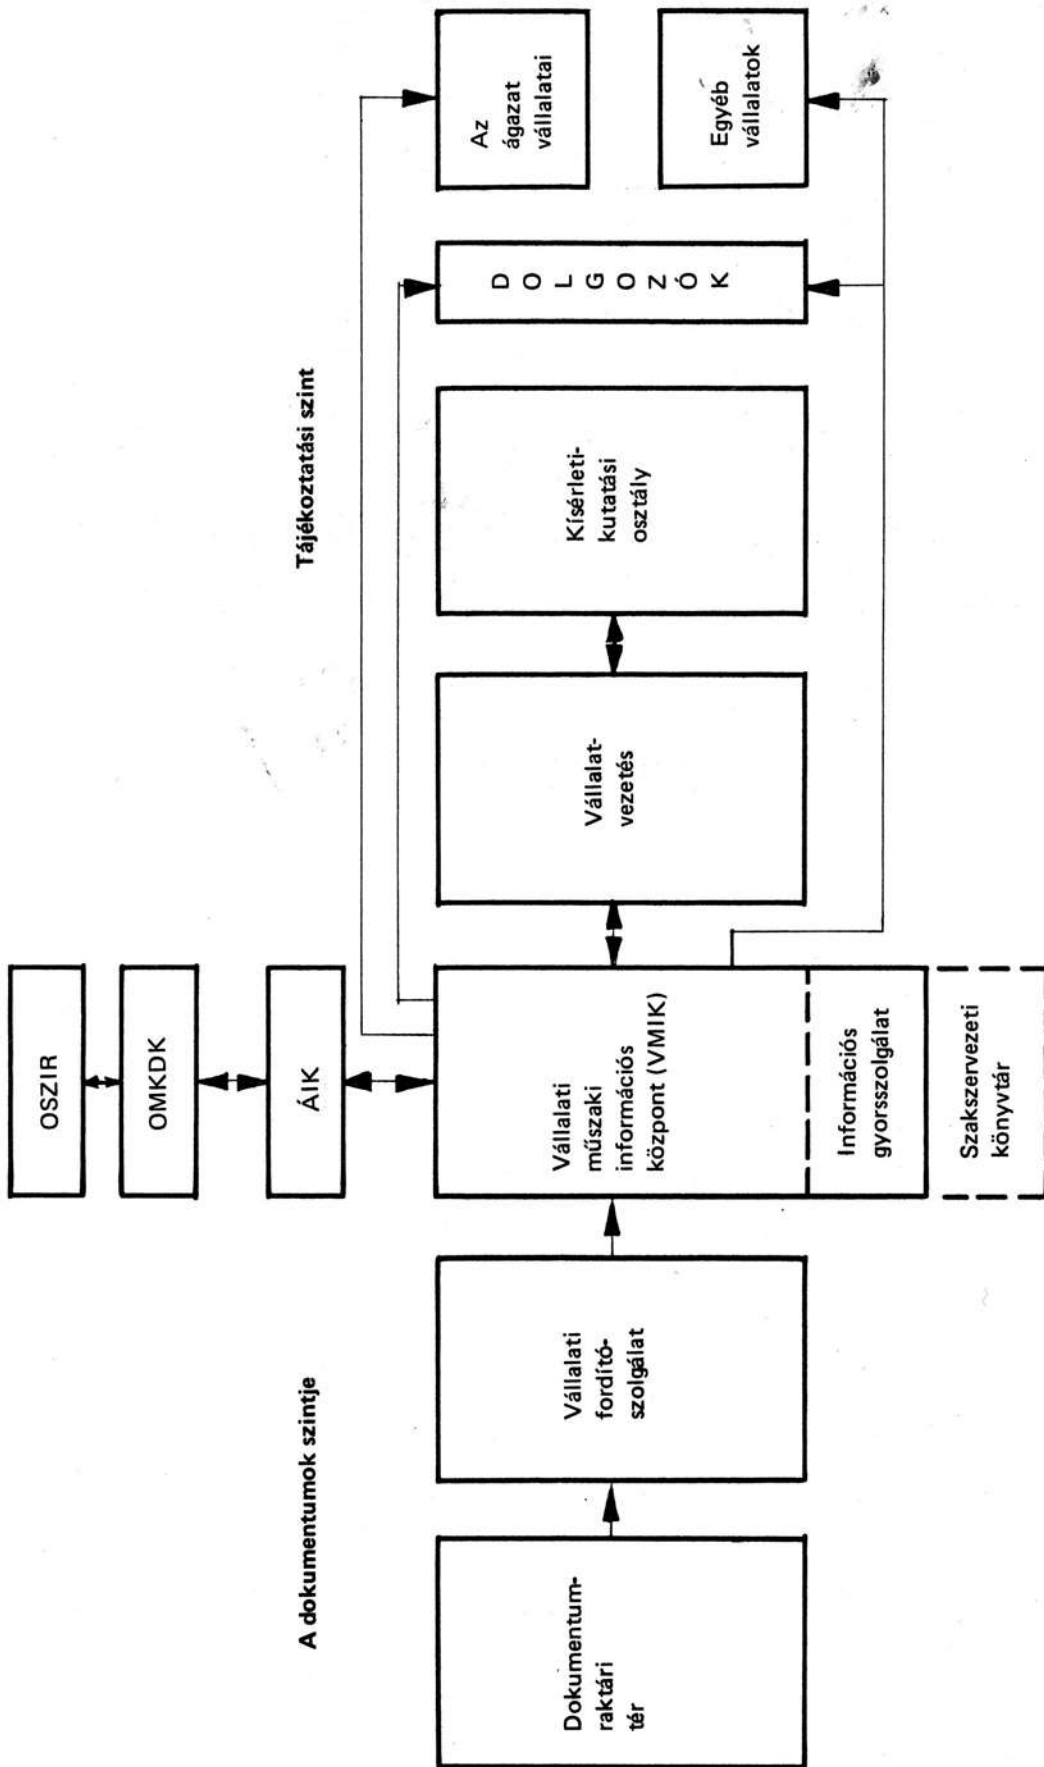 OSZIR
OMKDK
ÁIK
A dokumentumok szintje
Tájékoztatási szint
Dokumentum-
raktári
tér
Vállalati
fordító-
szolgálat
Vállalati
műszaki
információs
központ (VMIK)
Információs
gyorsszolgálat
Szakszervezeti
könyvtár
Vállalat-
vezetés
Kísérleti-
kutatási
osztály
DOLGOZÓK
Az
ágazat
vállalatai
Egyéb
vállalatok